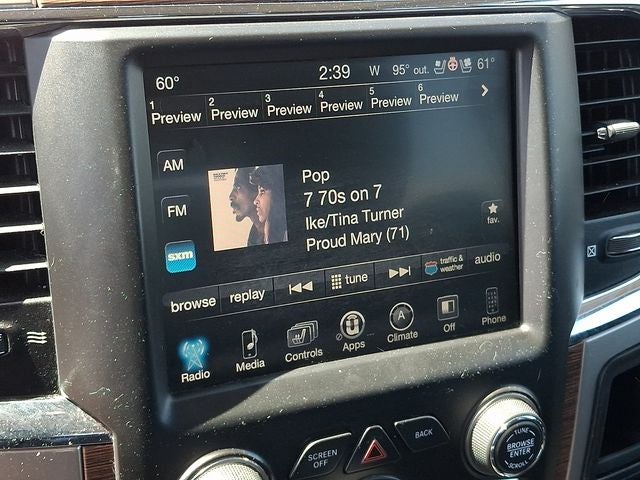 60° 2:39 W 95° out. 61°
1 Preview 2 Preview 3 Preview 4 Preview 5 Preview 6 Preview
AM
FM
sxm
Pop
7 70s on 7
Ike/Tina Turner
Proud Mary (71)
fav.
browse replay tune traffic & weather audio
Radio Media Controls Apps A Climate Off Phone
SCREEN OFF
BACK
TUNE
BROWSE
ENTER
SCROLL